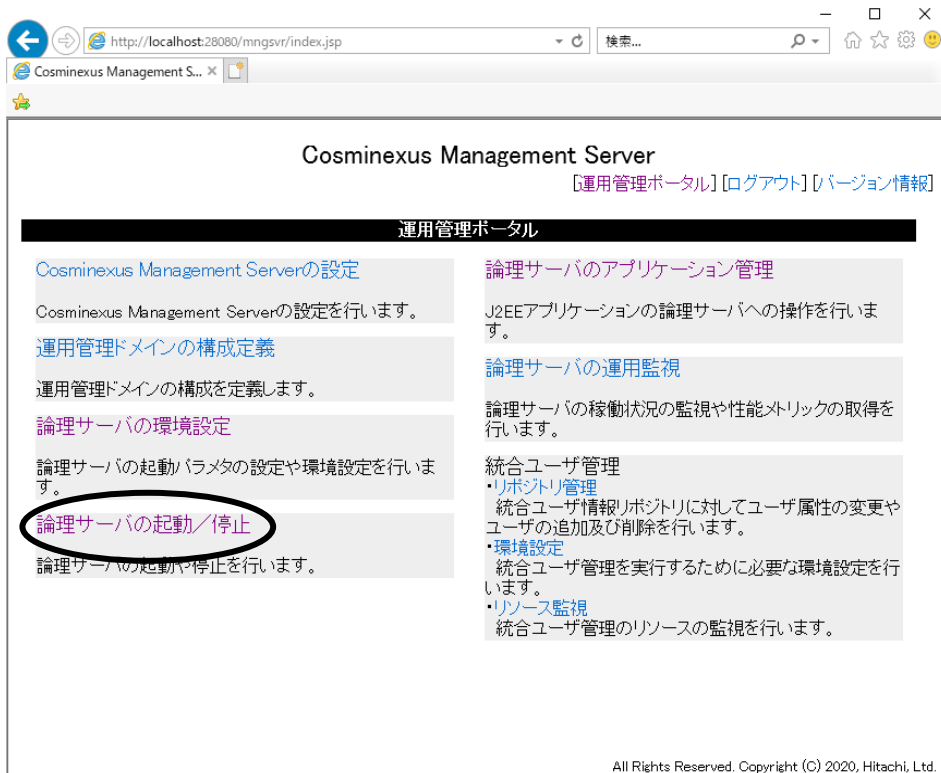 http://localhost:28080/mngsvr/index.jsp
検索...
Cosminexus Management S...
Cosminexus Management Server
[運用管理ポータル] [ログアウト] [バージョン情報]
運用管理ポータル
Cosminexus Management Serverの設定
Cosminexus Management Serverの設定を行います。
運用管理ドメインの構成定義
運用管理ドメインの構成を定義します。
論理サーバの環境設定
論理サーバの起動パラメタの設定や環境設定を行いま
す。
論理サーバの起動／停止
論理サーバの起動や停止を行います。
論理サーバのアプリケーション管理
J2EEアプリケーションの論理サーバへの操作を行いま
す。
論理サーバの運用監視
論理サーバの稼働状況の監視や性能メトリックの取得を
行います。
統合ユーザ管理
・リポジトリ管理
統合ユーザ情報リポジトリに対してユーザ属性の変更や
ユーザの追加及び削除を行います。
・環境設定
統合ユーザ管理を実行するために必要な環境設定を行
います。
・リソース監視
統合ユーザ管理のリソースの監視を行います。
All Rights Reserved. Copyright (C) 2020, Hitachi, Ltd.